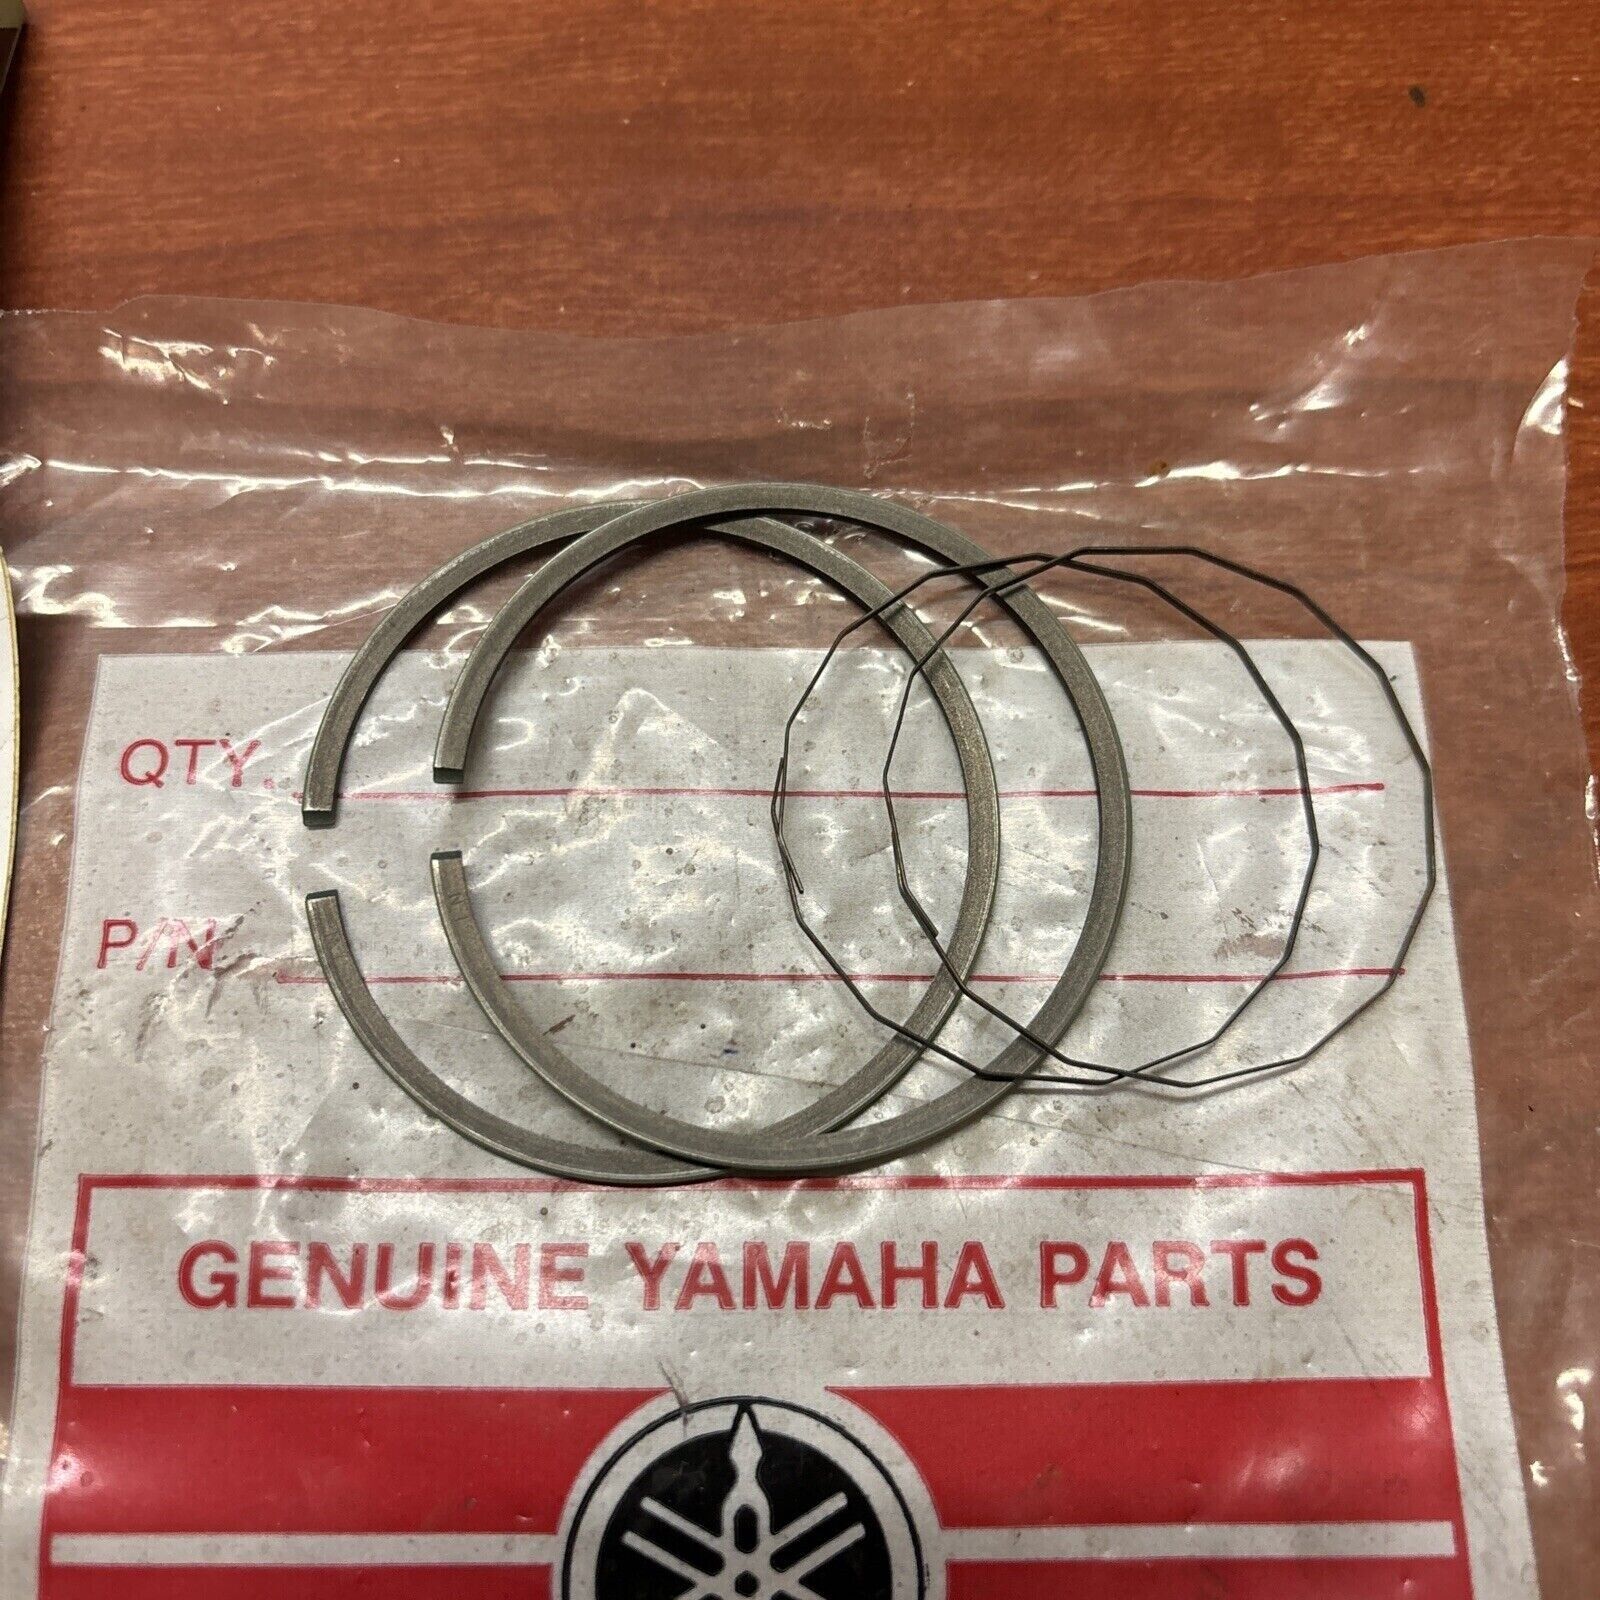 QTY.
P/N
GENUINE YAMAHA PARTS